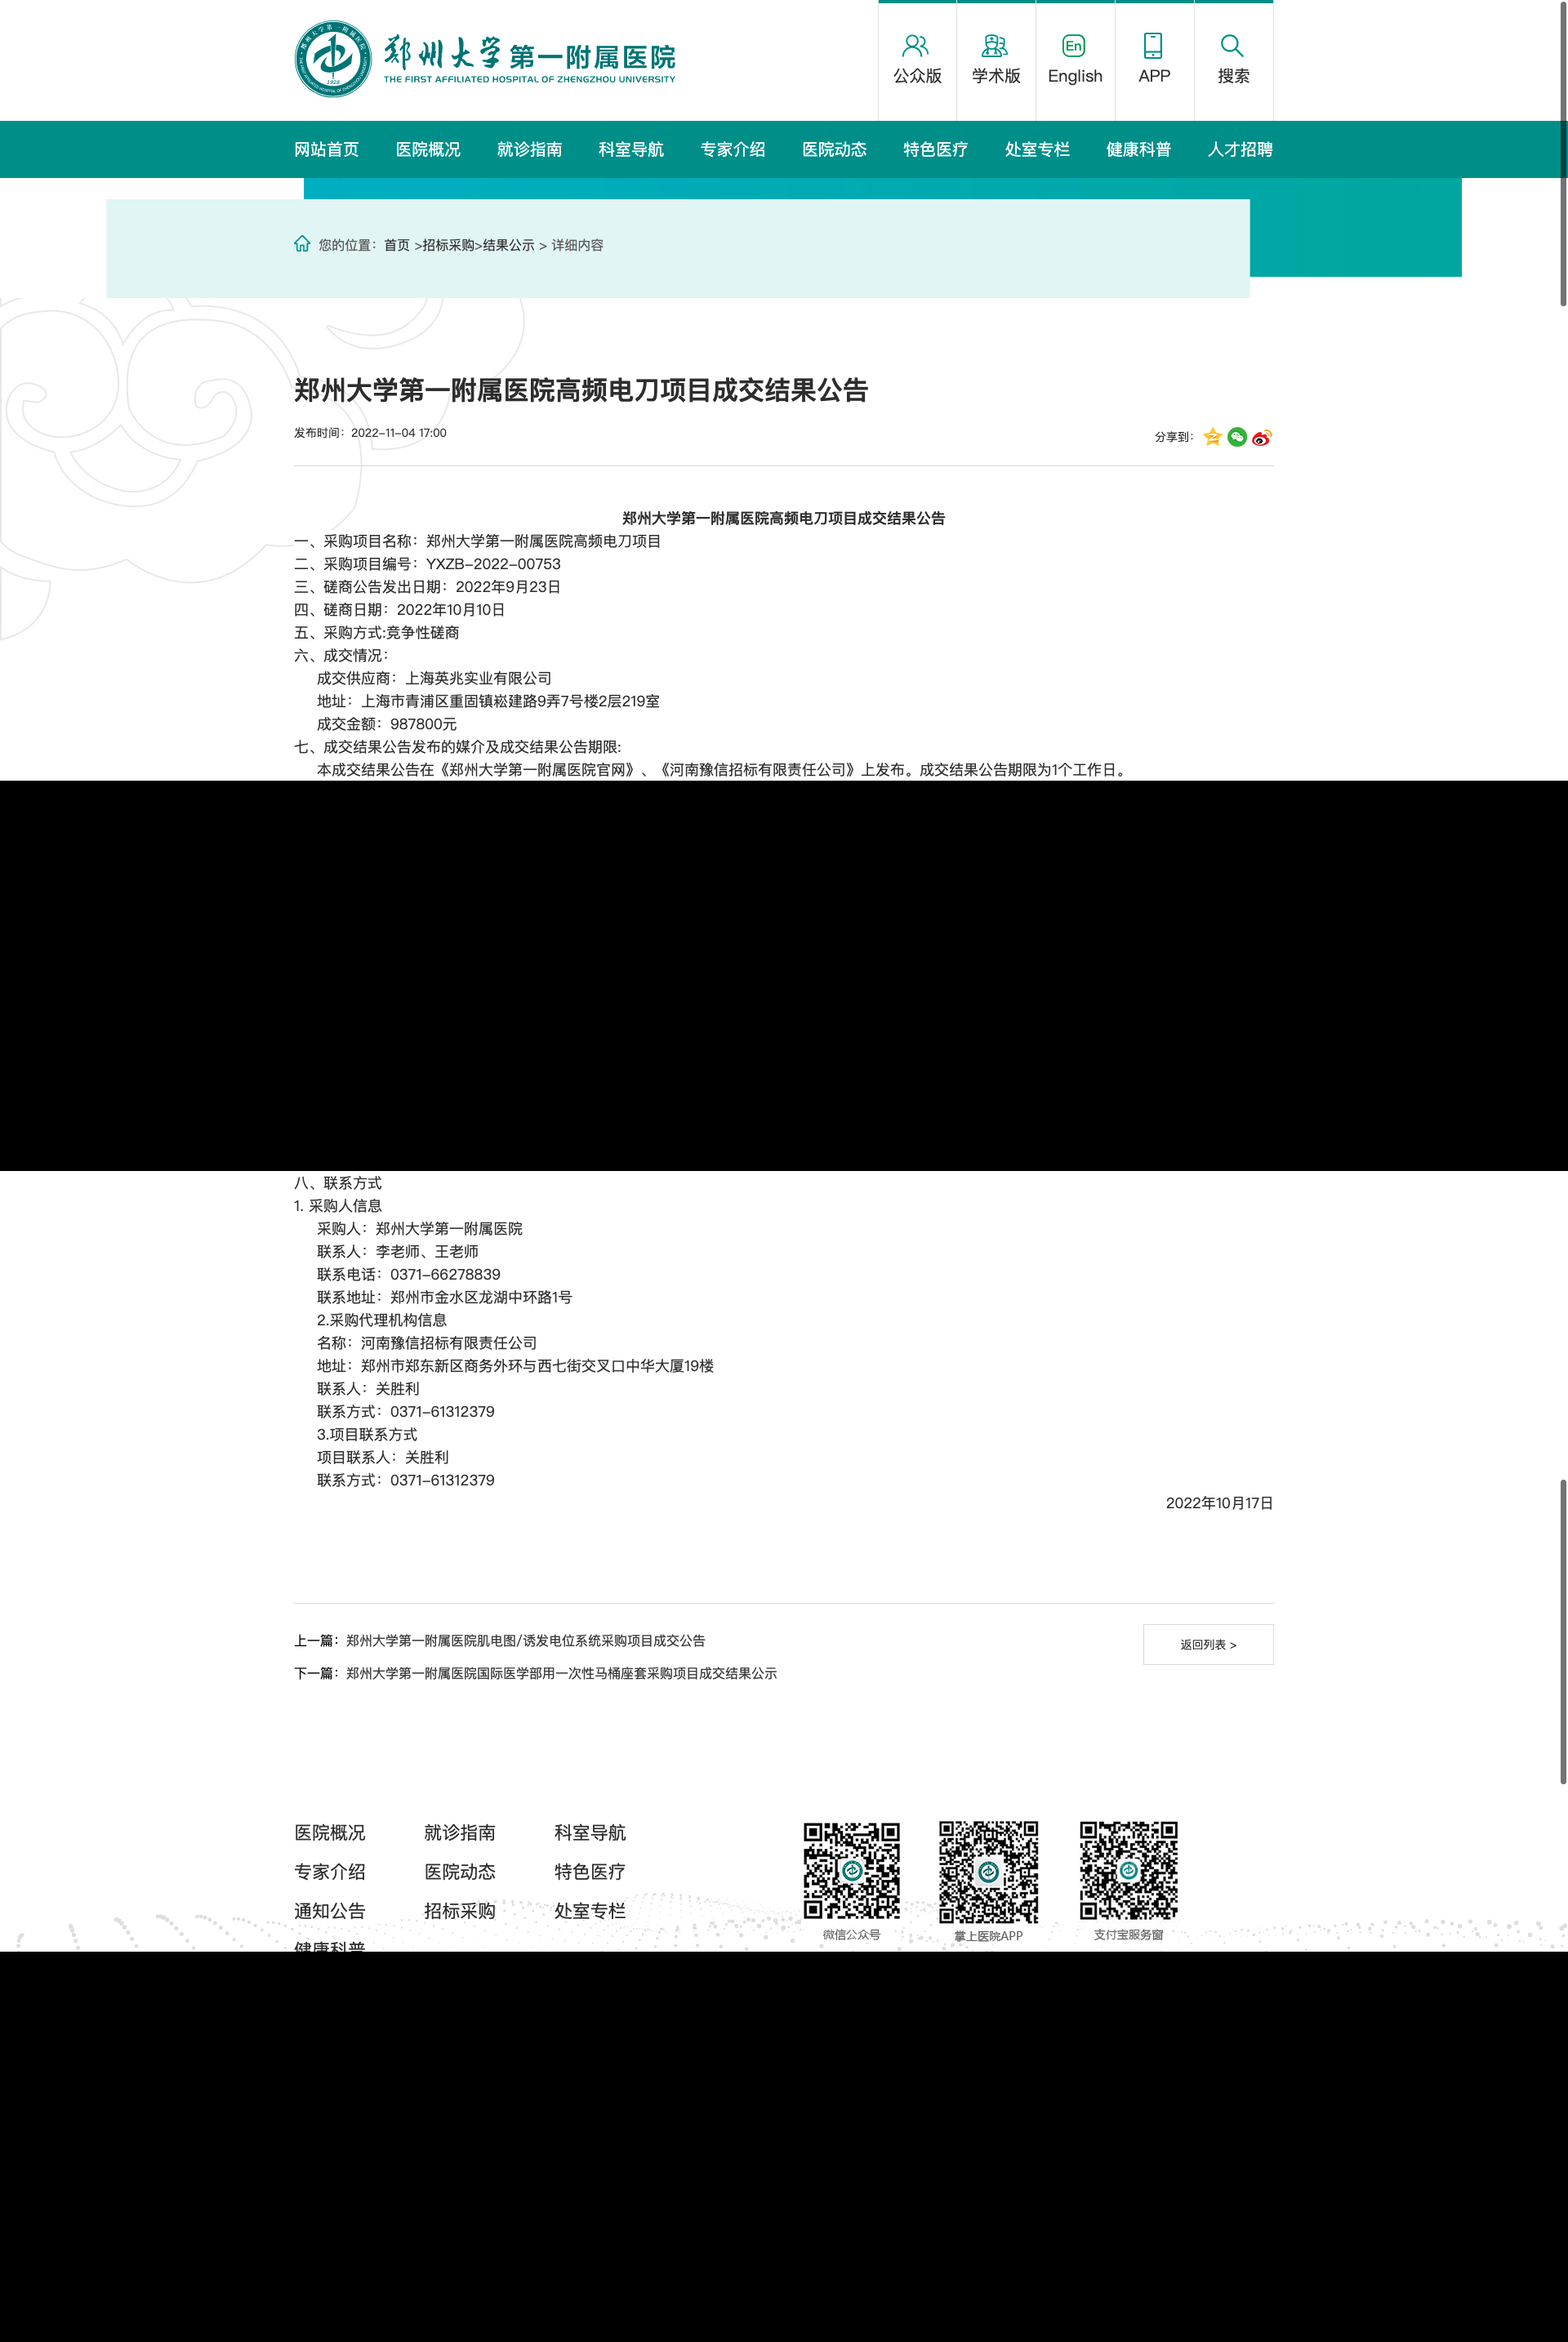 郑州大学第一附属医院
THE FIRST AFFILIATED HOSPITAL OF ZHENGZHOU UNIVERSITY
1928
公众版
学术版
En
English
APP
搜索
网站首页 医院概况 就诊指南 科室导航 专家介绍 医院动态 特色医疗 处室专栏 健康科普 人才招聘
您的位置：首页 >招标采购>结果公示 > 详细内容
郑州大学第一附属医院高频电刀项目成交结果公告
发布时间：2022-11-04 17:00
分享到：
郑州大学第一附属医院高频电刀项目成交结果公告
一、采购项目名称：郑州大学第一附属医院高频电刀项目
二、采购项目编号：YXZB-2022-00753
三、磋商公告发出日期：2022年9月23日
四、磋商日期：2022年10月10日
五、采购方式:竞争性磋商
六、成交情况：
成交供应商：上海英兆实业有限公司
地址：上海市青浦区重固镇崧建路9弄7号楼2层219室
成交金额：987800元
七、成交结果公告发布的媒介及成交结果公告期限:
本成交结果公告在《郑州大学第一附属医院官网》、《河南豫信招标有限责任公司》上发布。成交结果公告期限为1个工作日。
八、联系方式
1. 采购人信息
采购人：郑州大学第一附属医院
联系人：李老师、王老师
联系电话：0371-66278839
联系地址：郑州市金水区龙湖中环路1号
2.采购代理机构信息
名称：河南豫信招标有限责任公司
地址：郑州市郑东新区商务外环与西七街交叉口中华大厦19楼
联系人：关胜利
联系方式：0371-61312379
3.项目联系方式
项目联系人：关胜利
联系方式：0371-61312379
2022年10月17日
上一篇：郑州大学第一附属医院肌电图/诱发电位系统采购项目成交公告
返回列表 >
下一篇：郑州大学第一附属医院国际医学部用一次性马桶座套采购项目成交结果公示
医院概况 就诊指南 科室导航
专家介绍 医院动态 特色医疗
通知公告 招标采购 处室专栏
健康科普
微信公众号 掌上医院APP 支付宝服务窗